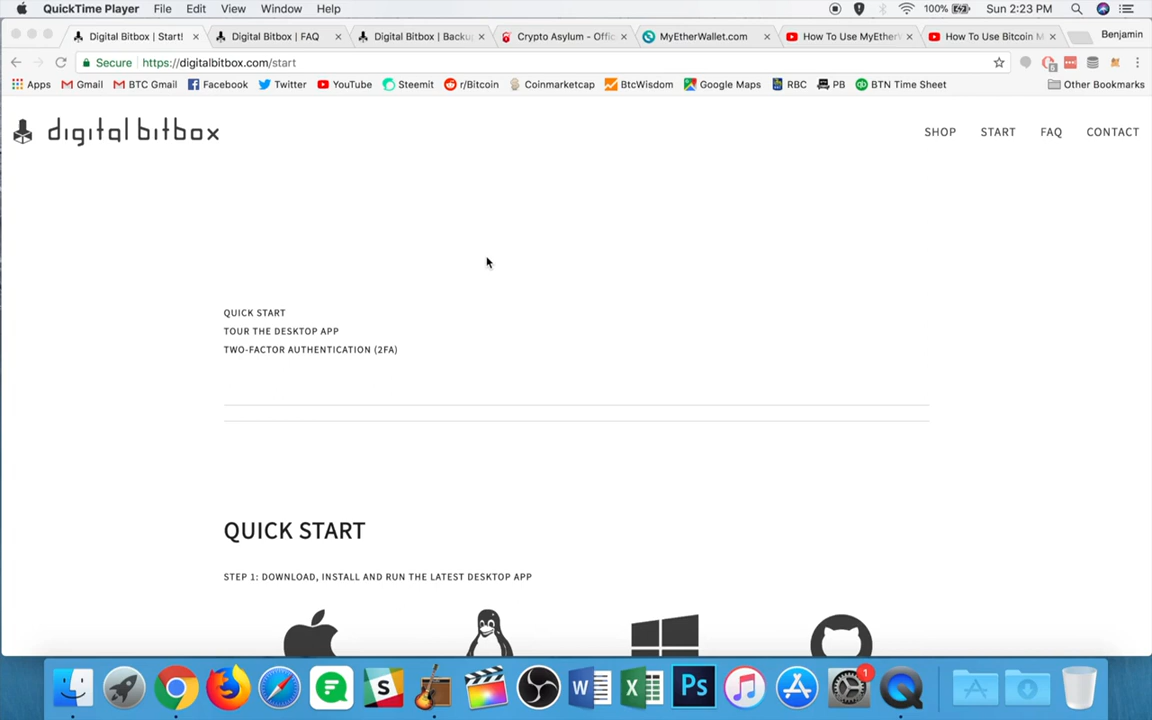 QuickTime Player File Edit View Window Help 100% Sun 2:23 PM
Digital Bitbox | Start! Digital Bitbox | FAQ Digital Bitbox | Backup Crypto Asylum - Offic MyEtherWallet.com How To Use MyEther How To Use Bitcoin M Benjamin
Secure https://digitalbitbox.com/start
Apps Gmail BTC Gmail Facebook Twitter YouTube Steemit r/Bitcoin Coinmarketcap BtcWisdom Google Maps RBC PB BTN Time Sheet Other Bookmarks
digital bitbox SHOP START FAQ CONTACT
QUICK START
TOUR THE DESKTOP APP
TWO-FACTOR AUTHENTICATION (2FA)
QUICK START
STEP 1: DOWNLOAD, INSTALL AND RUN THE LATEST DESKTOP APP
S W X Ps 1